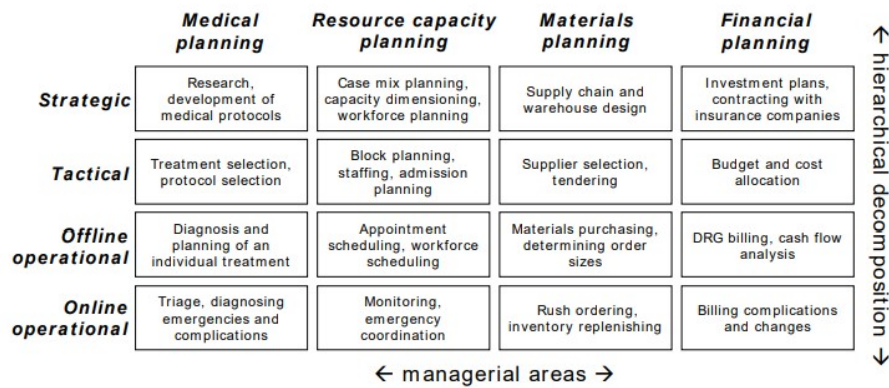 Medical planning
Resource capacity planning
Materials planning
Financial planning
Strategic
Research, development of medical protocols
Case mix planning, capacity dimensioning, workforce planning
Supply chain and warehouse design
Investment plans, contracting with insurance companies
Tactical
Treatment selection, protocol selection
Block planning, staffing, admission planning
Supplier selection, tendering
Budget and cost allocation
Offline operational
Diagnosis and planning of an individual treatment
Appointment scheduling, workforce scheduling
Materials purchasing, determining order sizes
DRG billing, cash flow analysis
Online operational
Triage, diagnosing emergencies and complications
Monitoring, emergency coordination
Rush ordering, inventory replenishing
Billing complications and changes
← managerial areas →
← hierarchical decomposition →